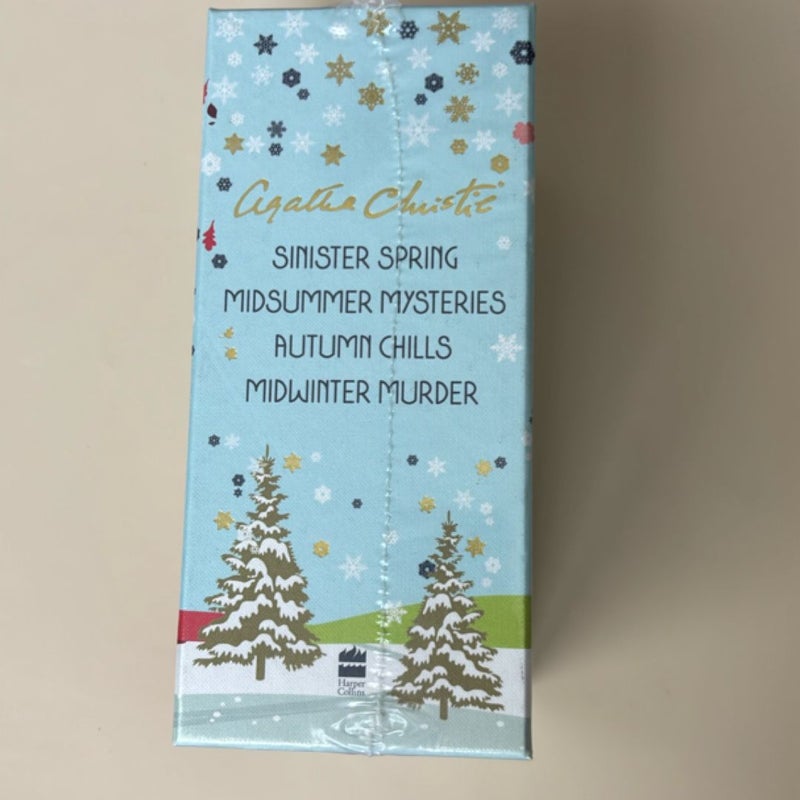 Agatha Christie
SINISTER SPRING
MIDSUMMER MYSTERIES
AUTUMN CHILLS
MIDWINTER MURDER
Harper
Collins